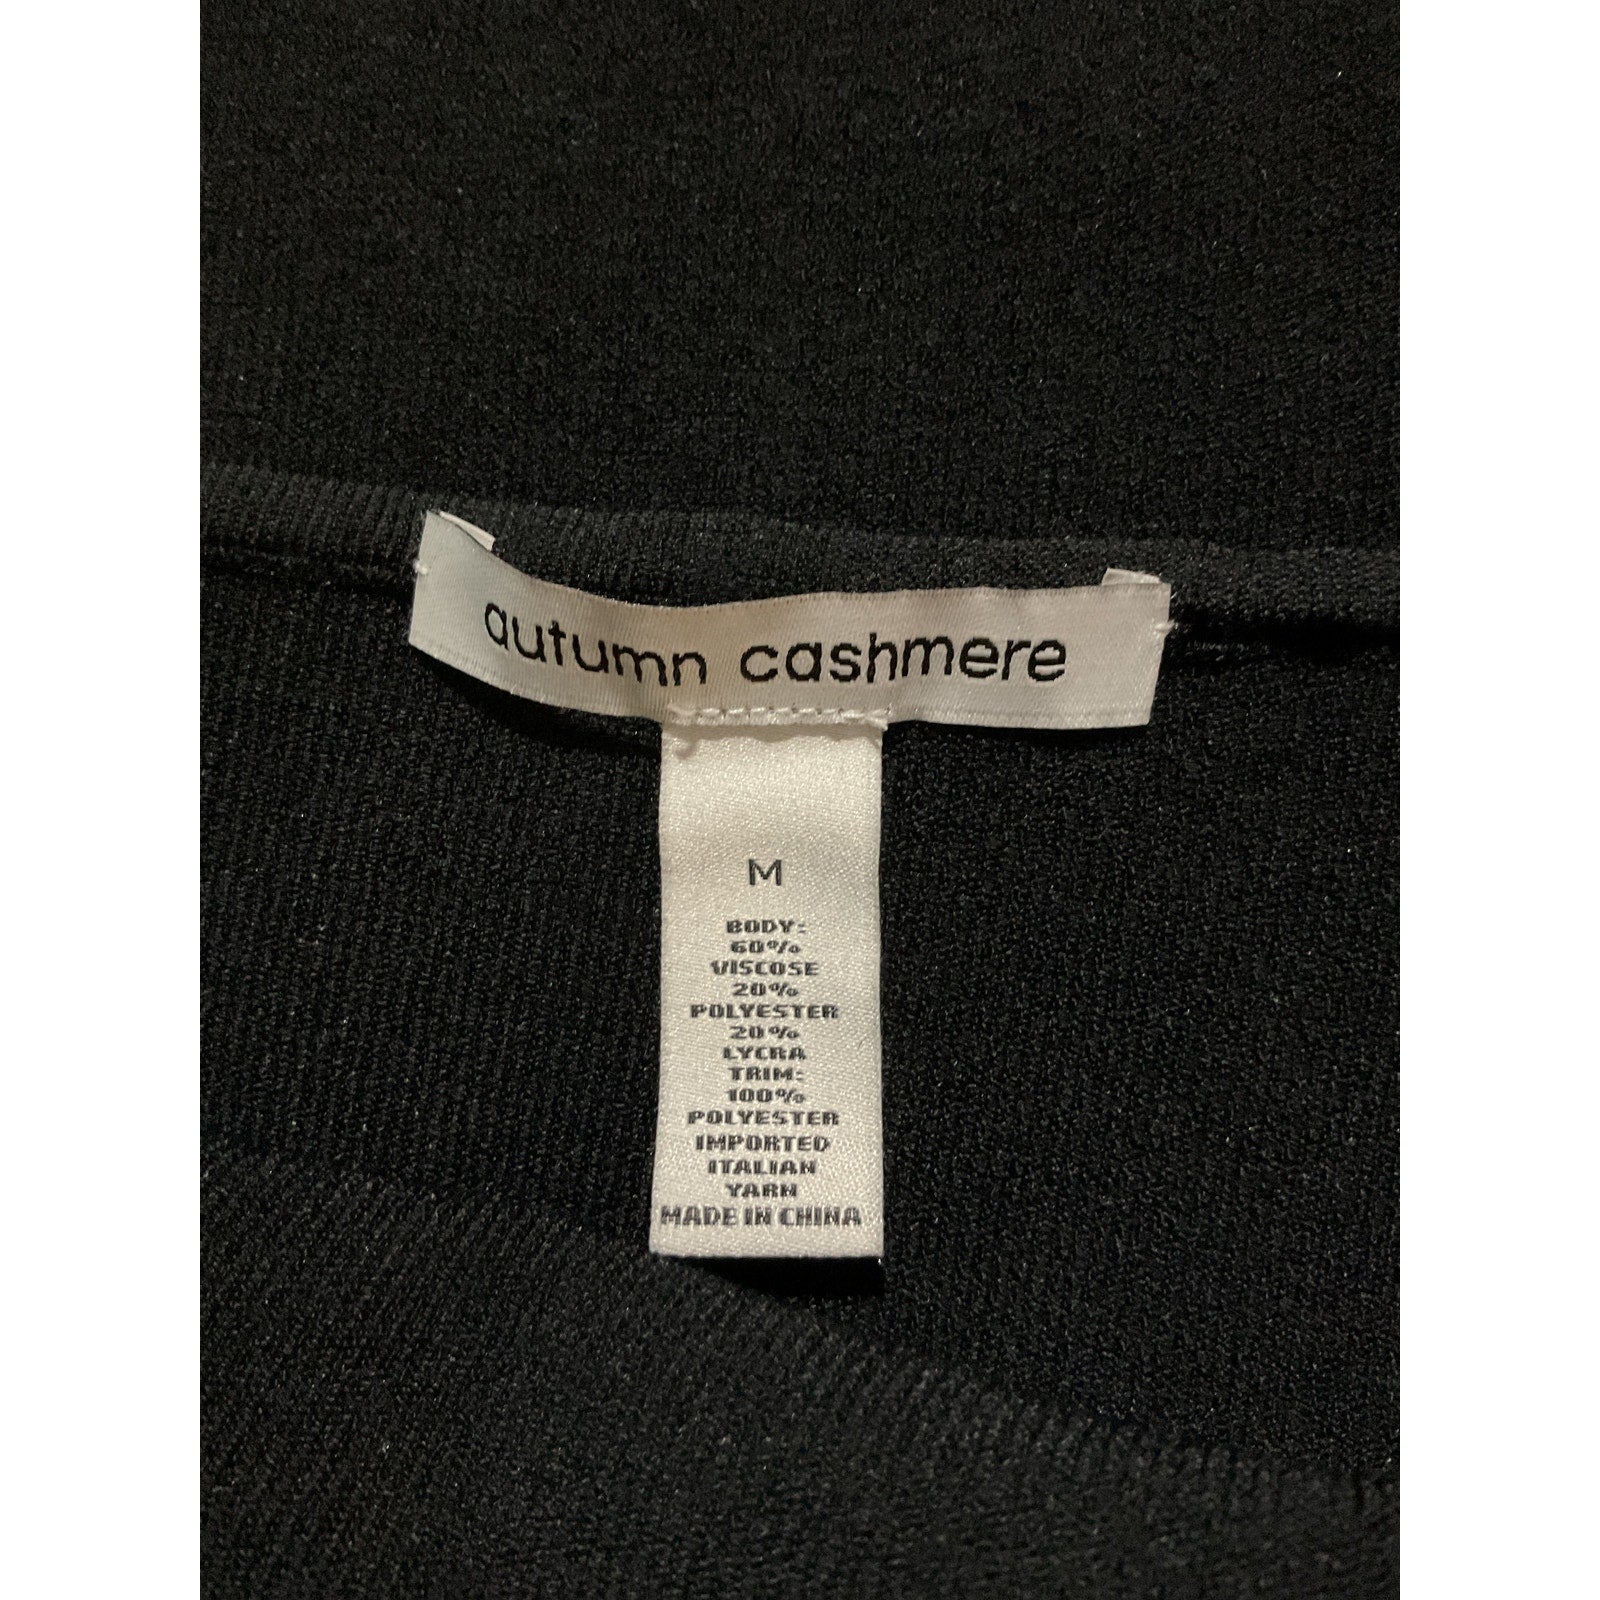 autumn cashmere
M
BODY:
60%
VISCOSE
20%
POLYESTER
20%
LYCRA
TRIM:
100%
POLYESTER
IMPORTED
ITALIAN
YARN
MADE IN CHINA